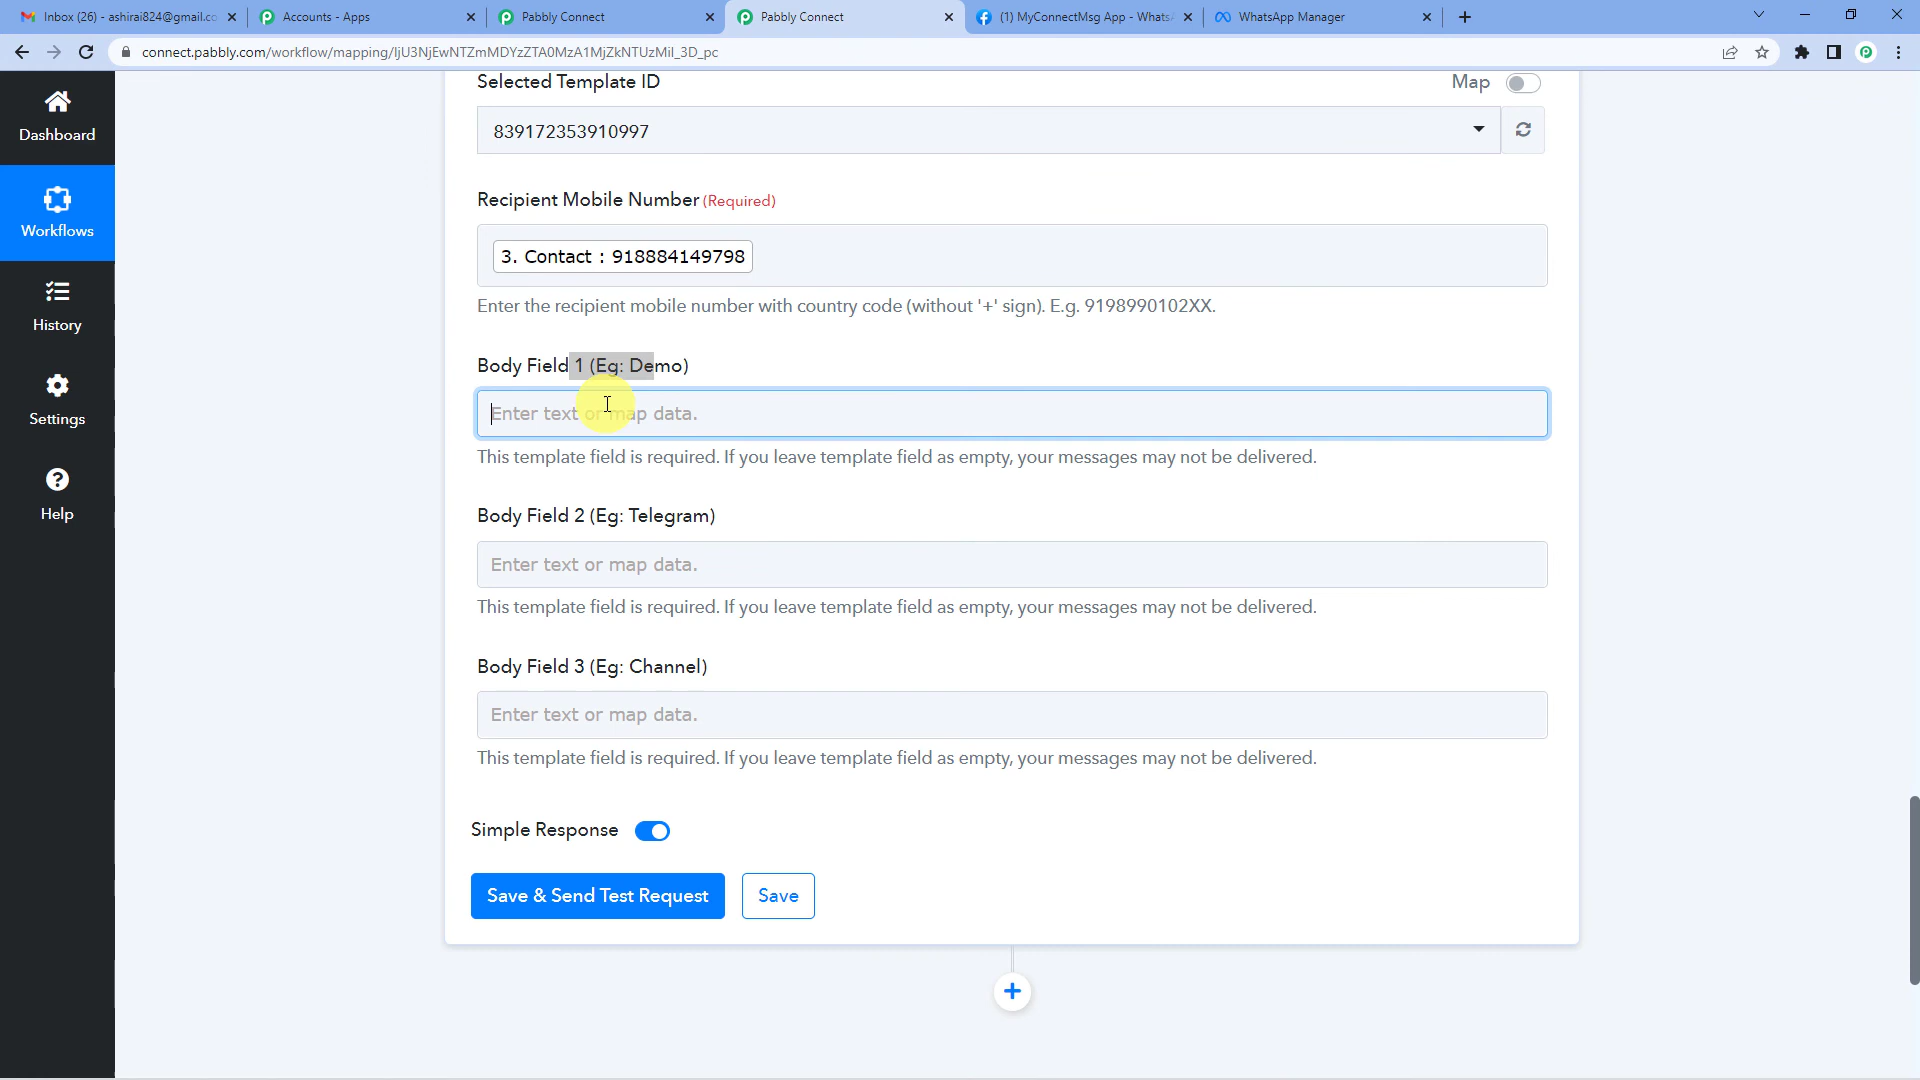 Inbox (26) - ashirai824@gmail.co
Accounts - Apps
Pabbly Connect
Pabbly Connect
(1) MyConnectMsg App - Whats
WhatsApp Manager
connect.pabbly.com/workflow/mapping/IjU3NjEwNTZmMDYzZTA0MzA1MjZkNTUzMiI_3D_pc
Dashboard
Workflows
History
Settings
Help
Selected Template ID
Map
839172353910997
Recipient Mobile Number (Required)
3. Contact : 918884149798
Enter the recipient mobile number with country code (without '+' sign). E.g. 9198990102XX.
Body Field 1 (Eg: Demo)
Enter text or map data.
This template field is required. If you leave template field as empty, your messages may not be delivered.
Body Field 2 (Eg: Telegram)
Enter text or map data.
This template field is required. If you leave template field as empty, your messages may not be delivered.
Body Field 3 (Eg: Channel)
Enter text or map data.
This template field is required. If you leave template field as empty, your messages may not be delivered.
Simple Response
Save & Send Test Request
Save